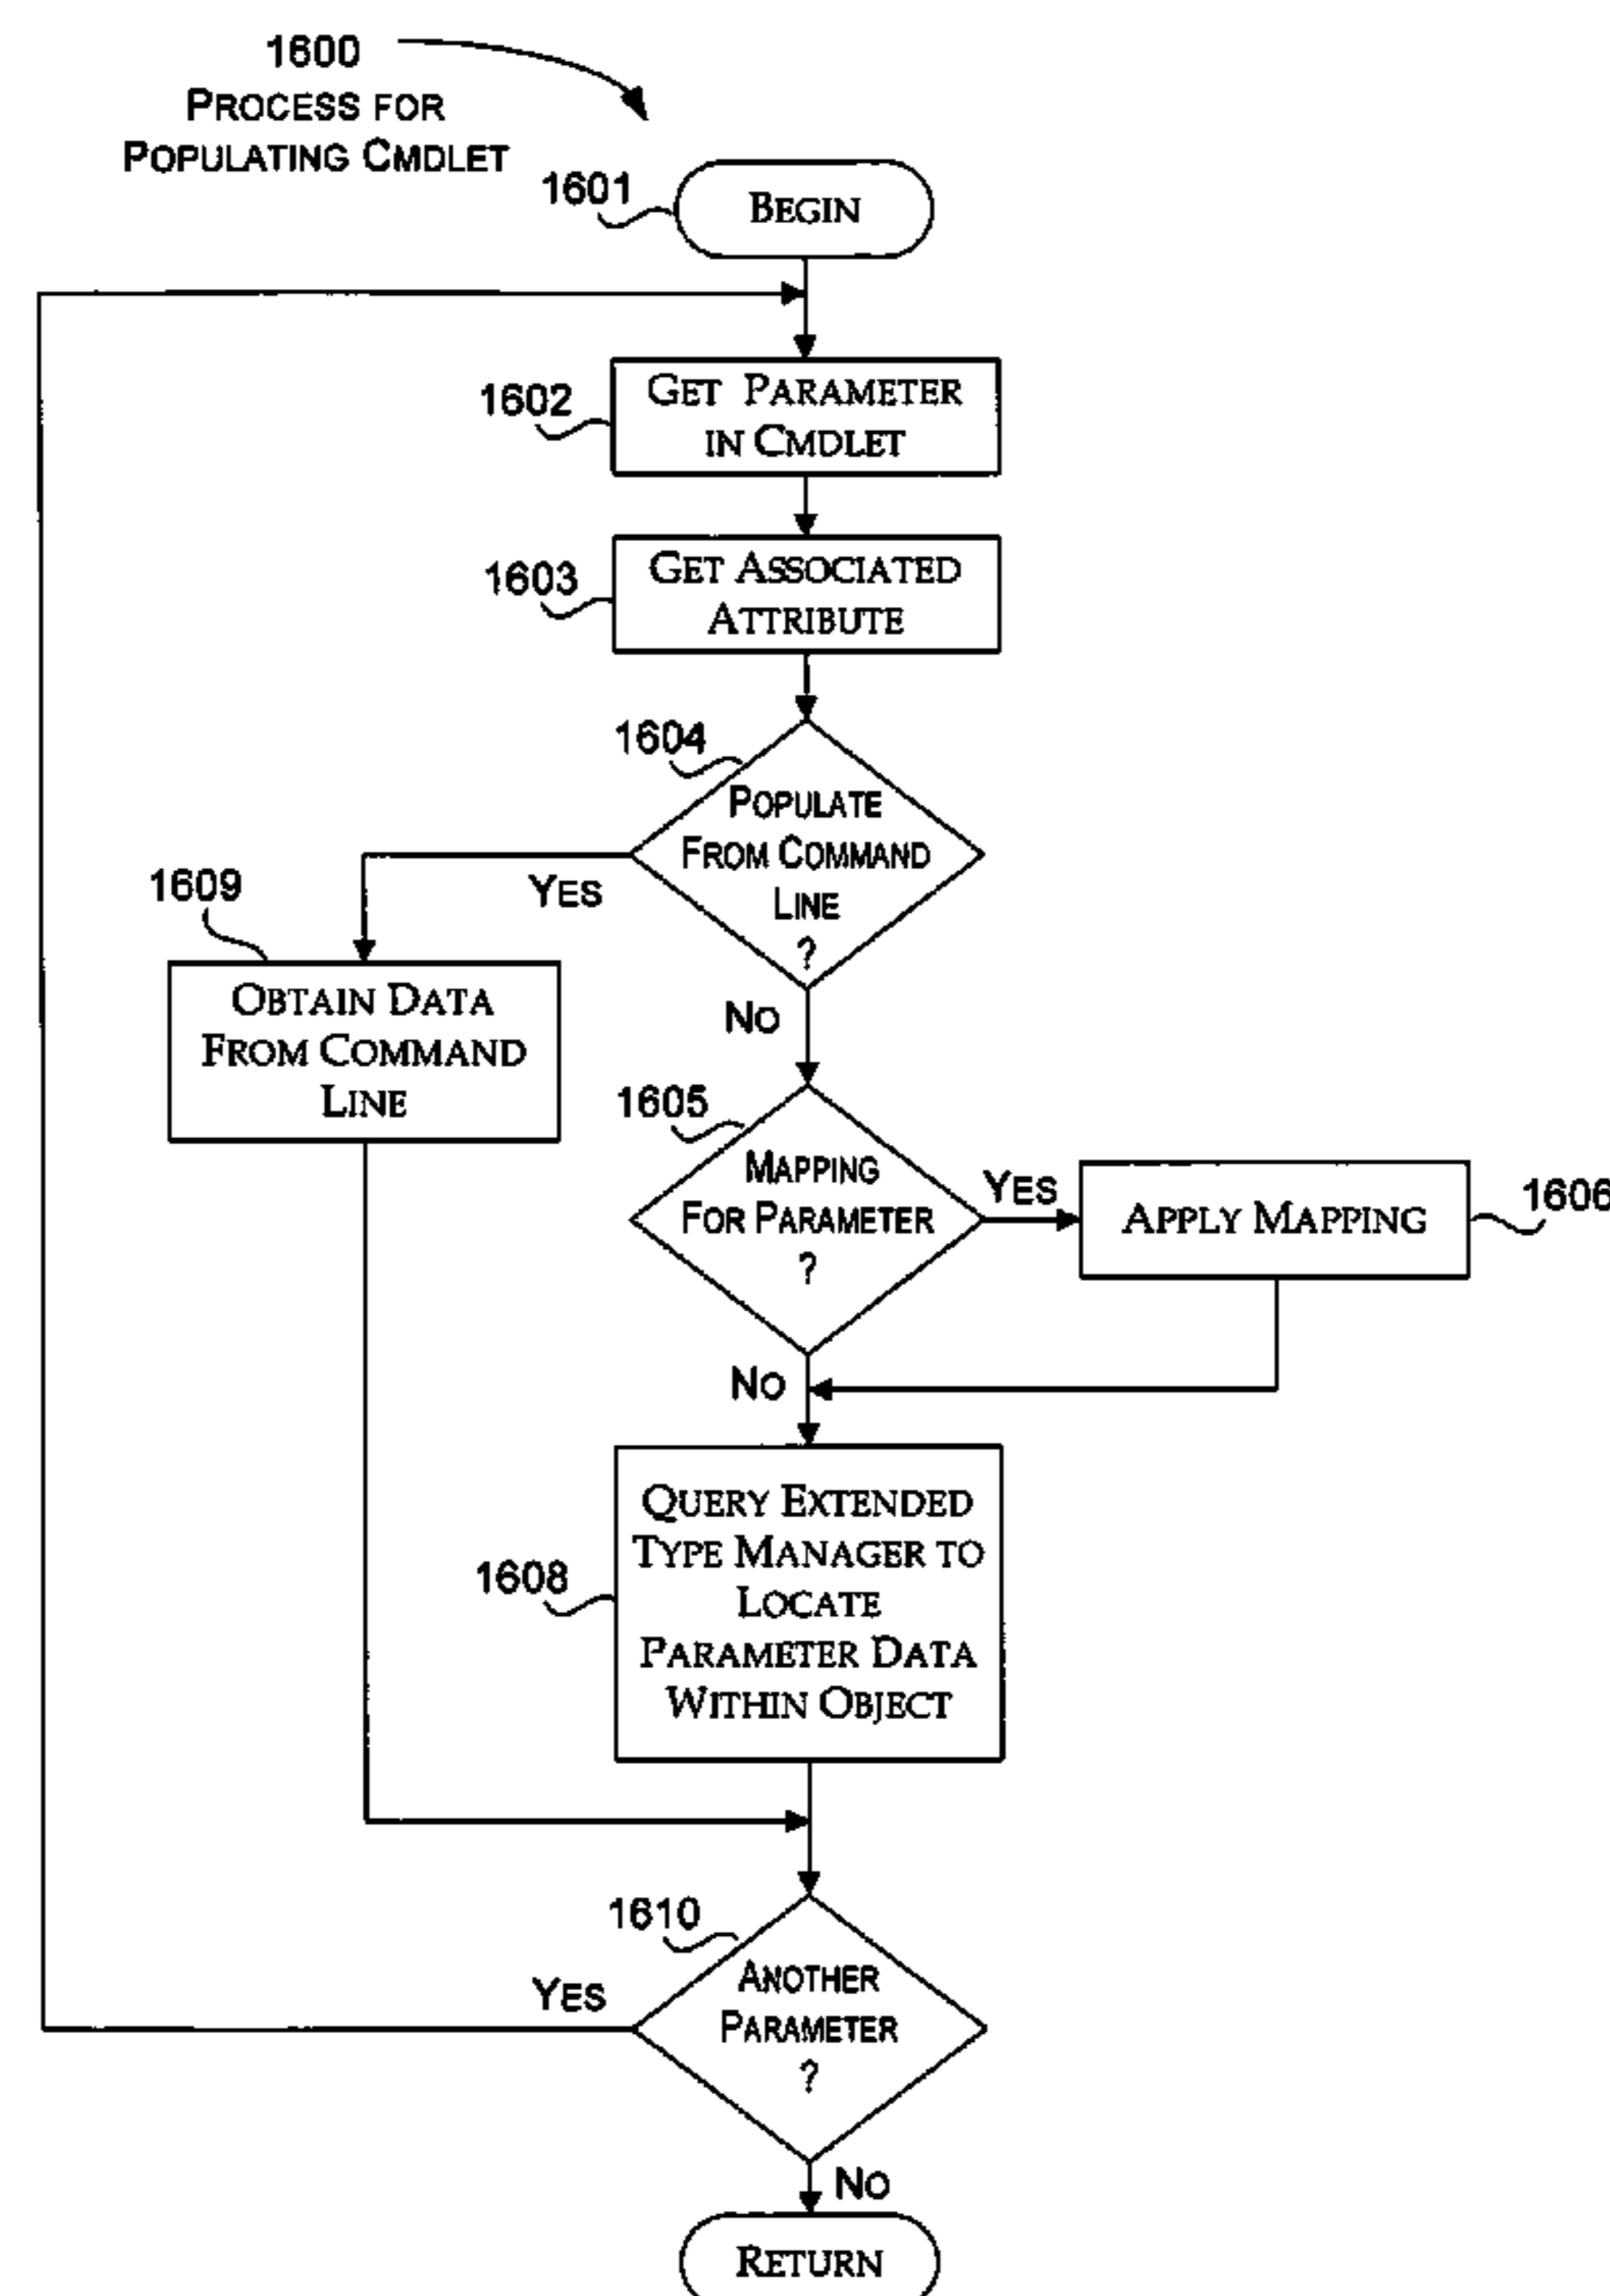 1600
PROCESS FOR
POPULATING CMDLET
1601
BEGIN
1602
GET PARAMETER
IN CMDLET
1603
GET ASSOCIATED
ATTRIBUTE
1604
POPULATE
FROM COMMAND
LINE
?
YES
NO
1609
OBTAIN DATA
FROM COMMAND
LINE
1605
MAPPING
FOR PARAMETER
?
YES
NO
APPLY MAPPING
1606
1608
QUERY EXTENDED
TYPE MANAGER TO
LOCATE
PARAMETER DATA
WITHIN OBJECT
1610
ANOTHER
PARAMETER
?
YES
NO
RETURN